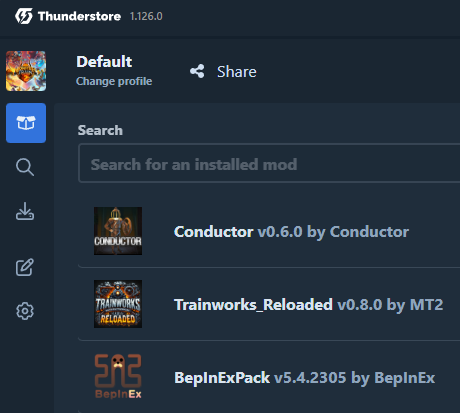 Thunderstore 1.126.0
Default
Change profile
Share
Search
Search for an installed mod
CONDUCTOR
Conductor v0.6.0 by Conductor
TRAINWORKS
RELOADED
Trainworks_Reloaded v0.8.0 by MT2
BepInEx
BepInExPack v5.4.2305 by BepInEx